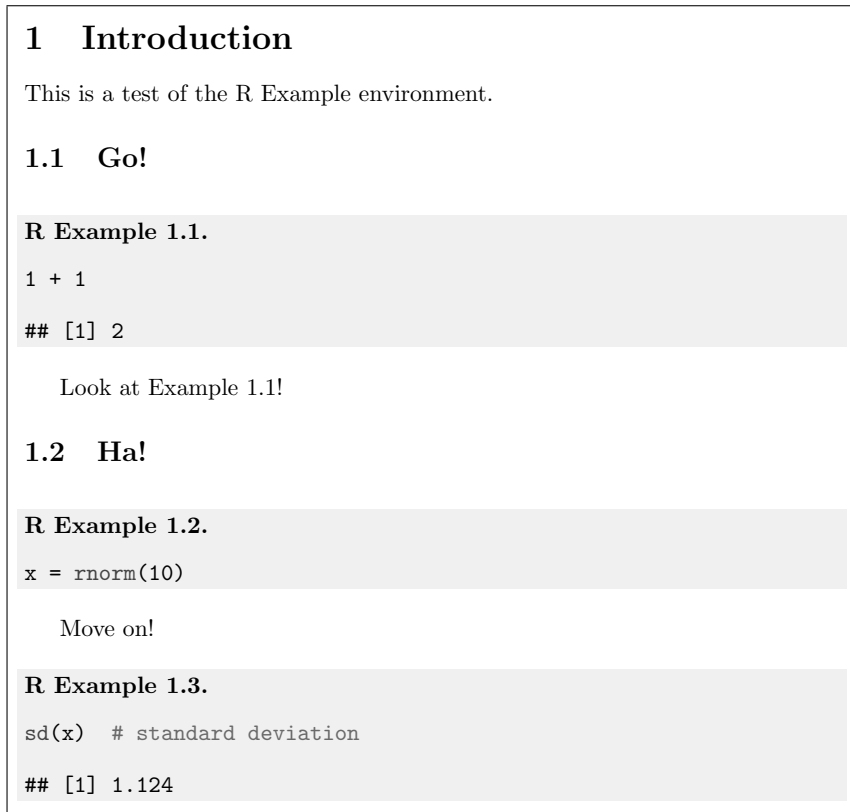 1 Introduction
This is a test of the R Example environment.
1.1 Go!
R Example 1.1.
1 + 1
## [1] 2
Look at Example 1.1!
1.2 Ha!
R Example 1.2.
x = rnorm(10)
Move on!
R Example 1.3.
sd(x)  # standard deviation
## [1] 1.124